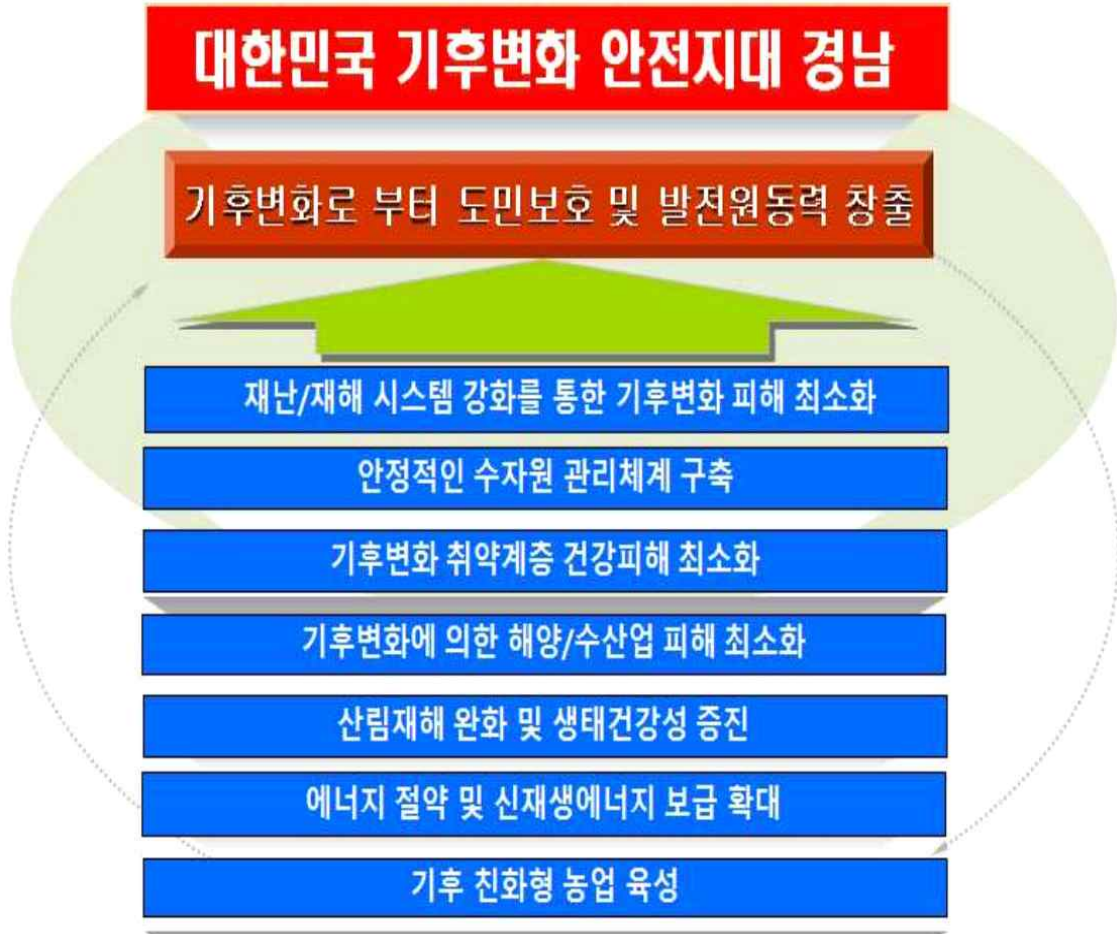 대한민국 기후변화 안전지대 경남
기후변화로 부터 도민보호 및 발전원동력 창출
재난/재해 시스템 강화를 통한 기후변화 피해 최소화
안정적인 수자원 관리체계 구축
기후변화 취약계층 건강피해 최소화
기후변화에 의한 해양/수산업 피해 최소화
산림재해 완화 및 생태건강성 증진
에너지 절약 및 신재생에너지 보급 확대
기후 친화형 농업 육성